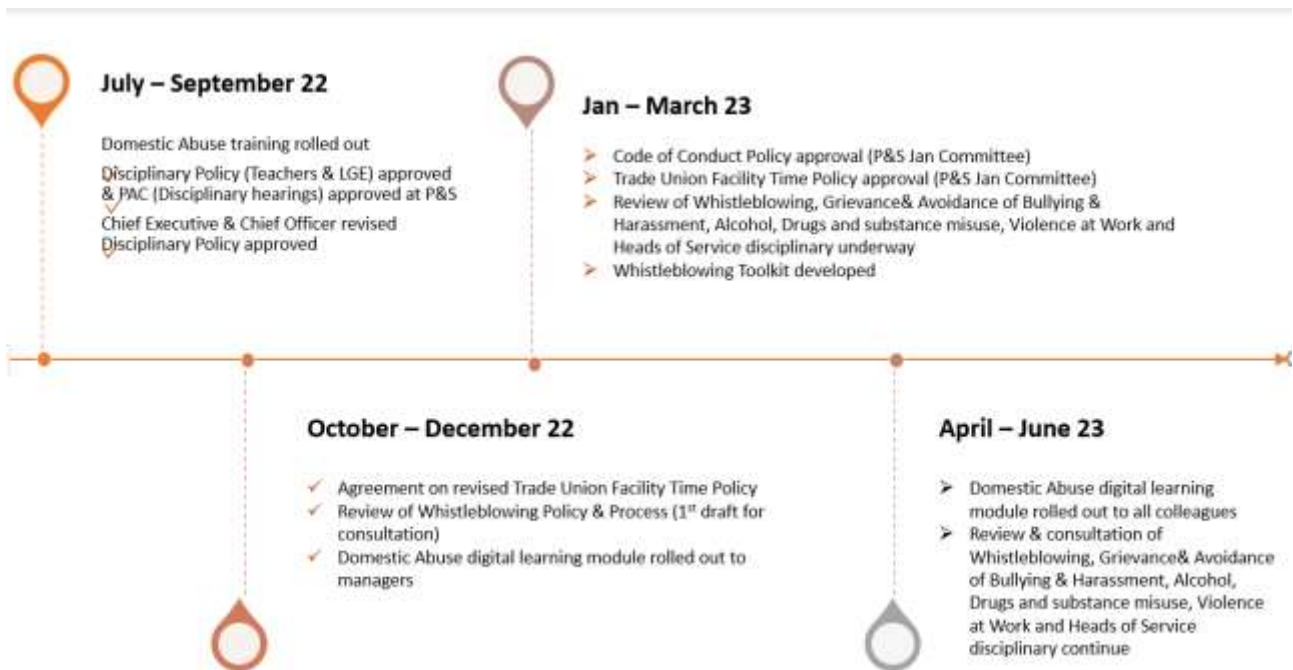 July – September 22
Domestic Abuse training rolled out
Disciplinary Policy (Teachers & LGE) approved
& PAC (Disciplinary hearings) approved at P&S
Chief Executive & Chief Officer revised
Disciplinary Policy approved
Jan – March 23
Code of Conduct Policy approval (P&S Jan Committee)
Trade Union Facility Time Policy approval (P&S Jan Committee)
Review of Whistleblowing, Grievance& Avoidance of Bullying &
Harassment, Alcohol, Drugs and substance misuse, Violence at Work and
Heads of Service disciplinary underway
Whistleblowing Toolkit developed
October – December 22
Agreement on revised Trade Union Facility Time Policy
Review of Whistleblowing Policy & Process (1st draft for
consultation)
Domestic Abuse digital learning module rolled out to
managers
April – June 23
Domestic Abuse digital learning
module rolled out to all colleagues
Review & consultation of
Whistleblowing, Grievance& Avoidance
of Bullying & Harassment, Alcohol,
Drugs and substance misuse, Violence
at Work and Heads of Service
disciplinary continue